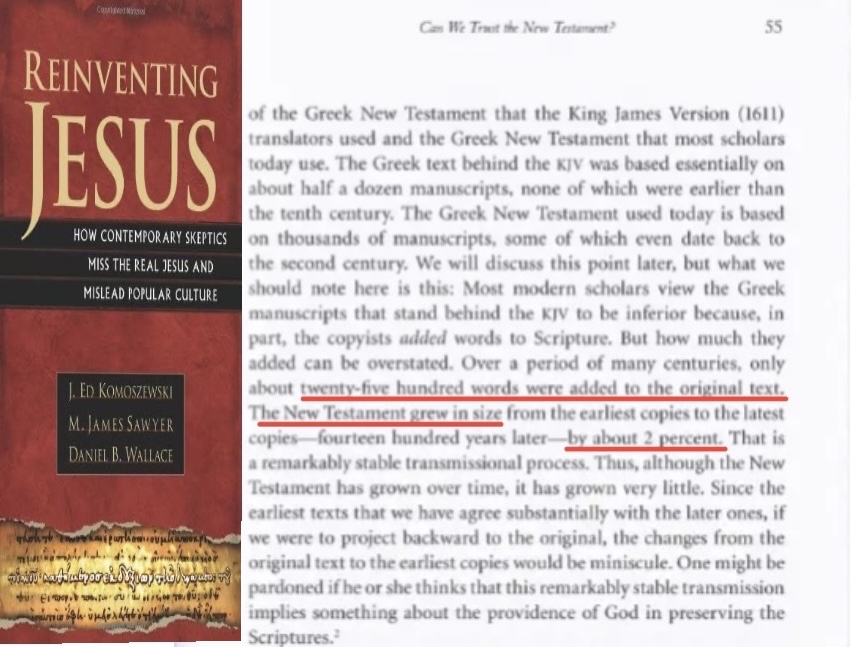 Copyrighted Material
REINVENTING
JESUS
HOW CONTEMPORARY SKEPTICS
MISS THE REAL JESUS AND
MISLEAD POPULAR CULTURE
J. ED KOMOSZEWSKI
M. JAMES SAWYER
DANIEL B. WALLACE
Can We Trust the New Testament? 55
of the Greek New Testament that the King James Version (1611)
translators used and the Greek New Testament that most scholars
today use. The Greek text behind the KJV was based essentially on
about half a dozen manuscripts, none of which were earlier than
the tenth century. The Greek New Testament used today is based
on thousands of manuscripts, some of which even date back to
the second century. We will discuss this point later, but what we
should note here is this: Most modern scholars view the Greek
manuscripts that stand behind the KJV to be inferior because, in
part, the copyists added words to Scripture. But how much they
added can be overstated. Over a period of many centuries, only
about twenty-five hundred words were added to the original text.
The New Testament grew in size from the earliest copies to the latest
copies—fourteen hundred years later—by about 2 percent. That is
a remarkably stable transmissional process. Thus, although the New
Testament has grown over time, it has grown very little. Since the
earliest texts that we have agree substantially with the later ones, if
we were to project backward to the original, the changes from the
original text to the earliest copies would be miniscule. One might be
pardoned if he or she thinks that this remarkably stable transmission
implies something about the providence of God in preserving the
Scriptures.²